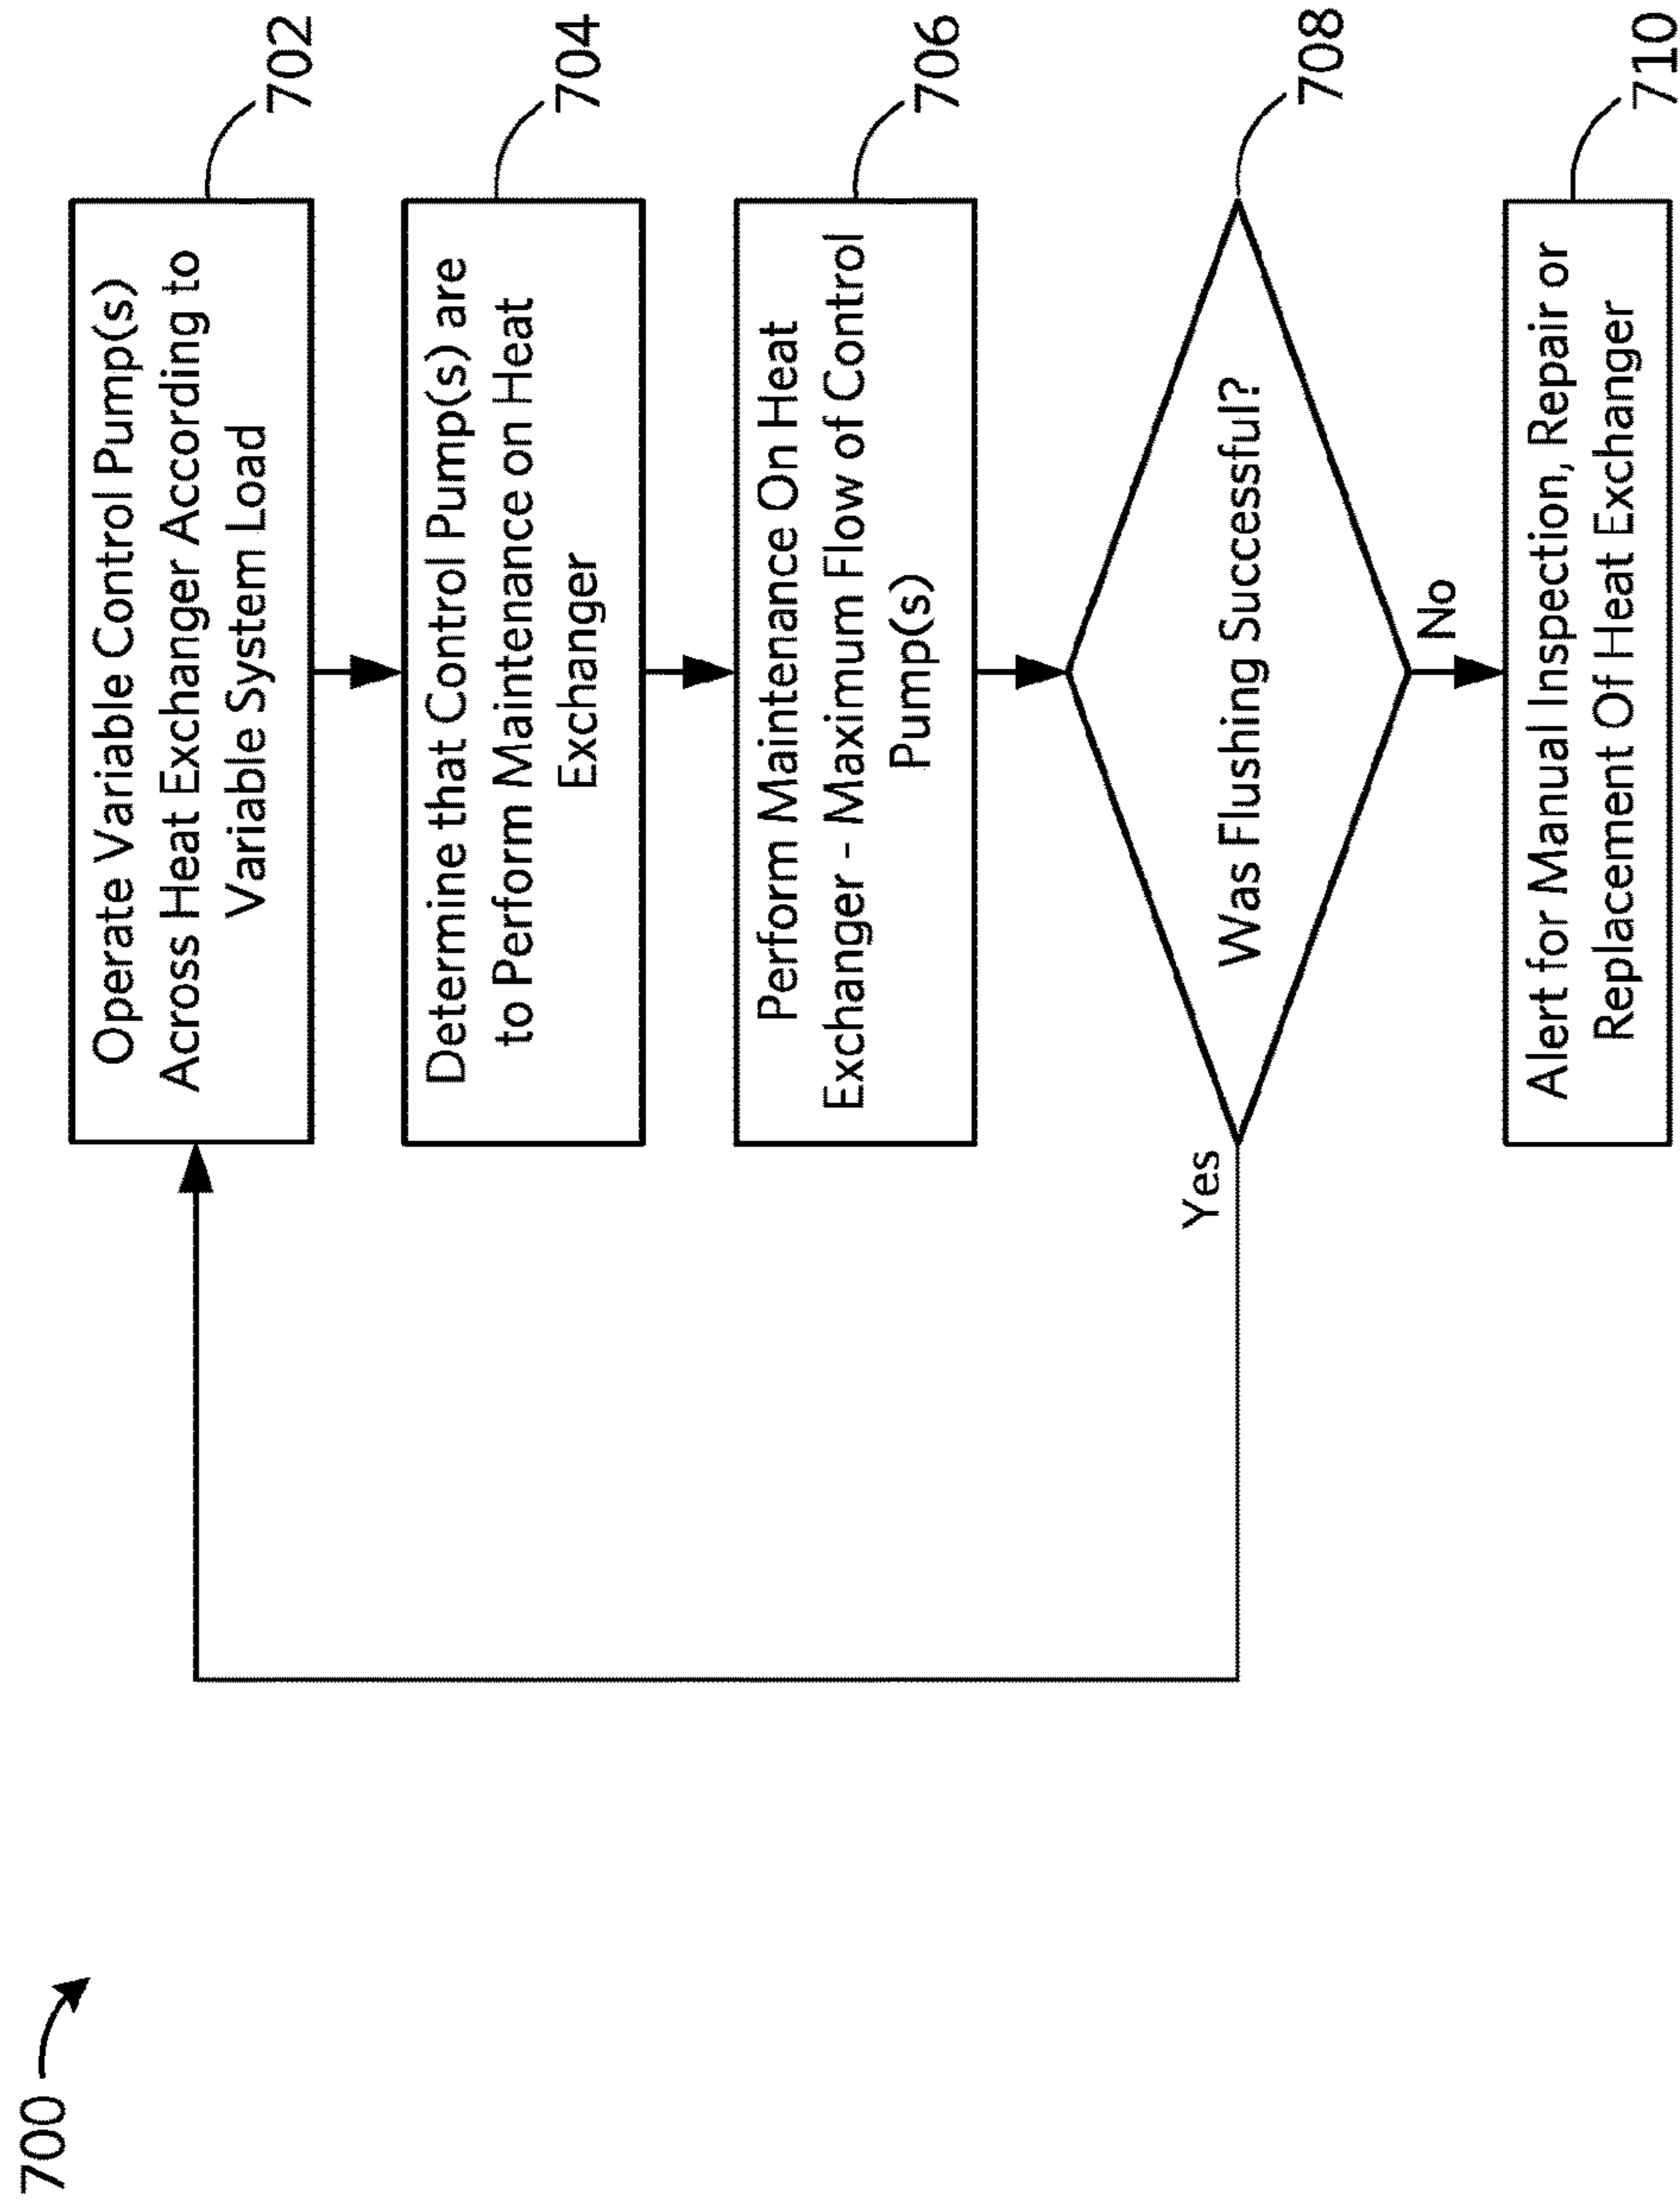 700
Operate Variable Control Pump(s)
Across Heat Exchanger According to
Variable System Load
702
Determine that Control Pump(s) are
to Perform Maintenance on Heat
Exchanger
704
Perform Maintenance On Heat
Exchanger - Maximum Flow of Control
Pump(s)
706
Was Flushing Successful?
708
Yes
No
Alert for Manual Inspection, Repair or
Replacement Of Heat Exchanger
710